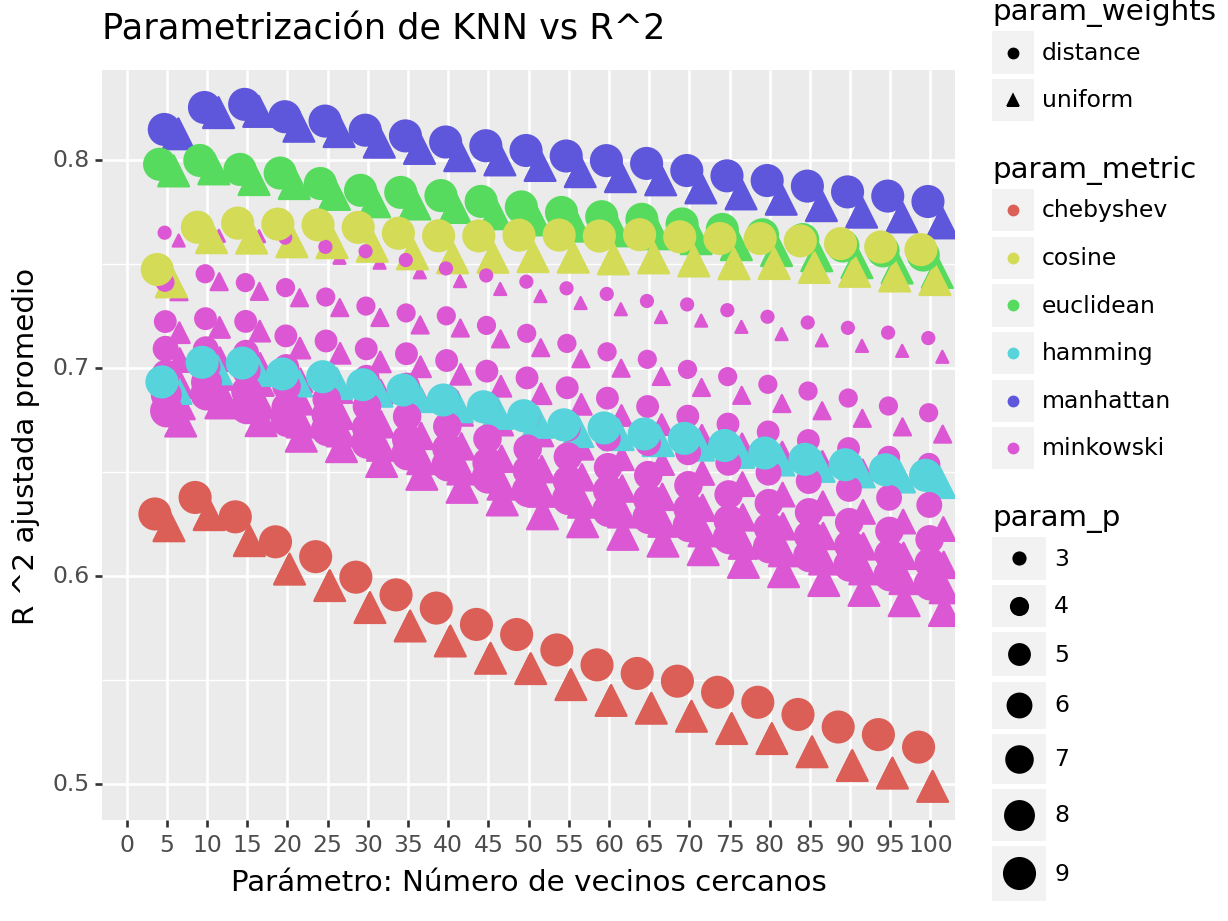 Parametrización de KNN vs R^2
R ^2 ajustada promedio
0.8
0.7
0.6
0.5
0 5 10 15 20 25 30 35 40 45 50 55 60 65 70 75 80 85 90 95 100
Parámetro: Número de vecinos cercanos
param_weights
distance
uniform
param_metric
chebyshev
cosine
euclidean
hamming
manhattan
minkowski
param_p
3
4
5
6
7
8
9